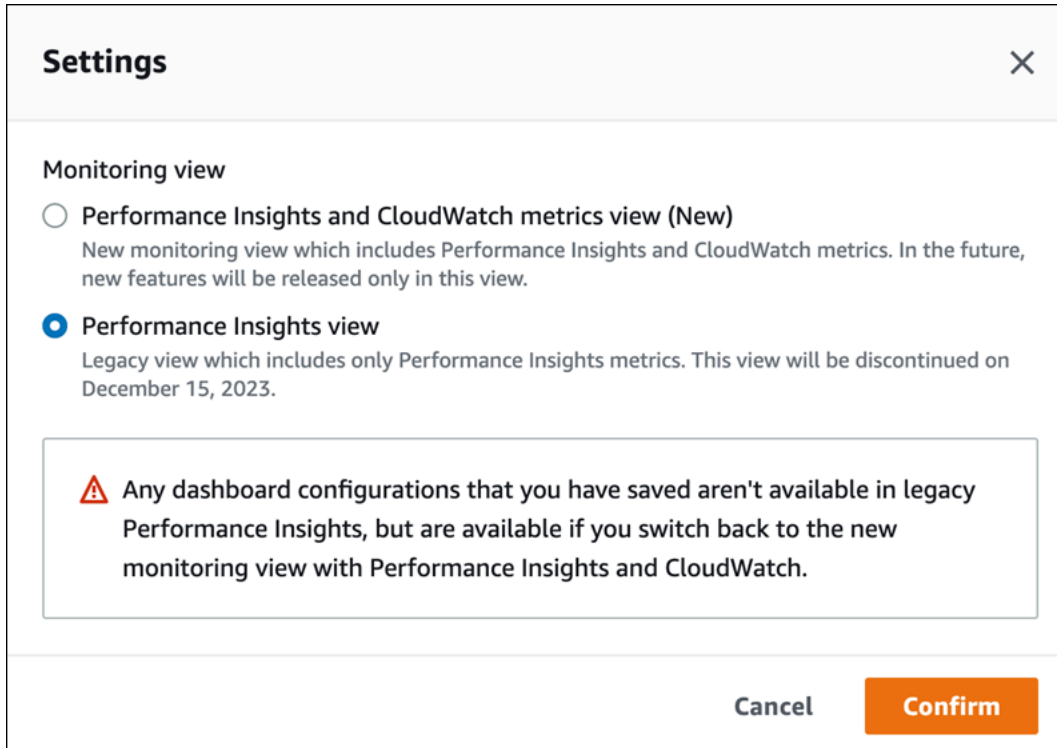 Settings
Monitoring view
Performance Insights and CloudWatch metrics view (New)
New monitoring view which includes Performance Insights and CloudWatch metrics. In the future,
new features will be released only in this view.
Performance Insights view
Legacy view which includes only Performance Insights metrics. This view will be discontinued on
December 15, 2023.
Any dashboard configurations that you have saved aren't available in legacy
Performance Insights, but are available if you switch back to the new
monitoring view with Performance Insights and CloudWatch.
Cancel
Confirm